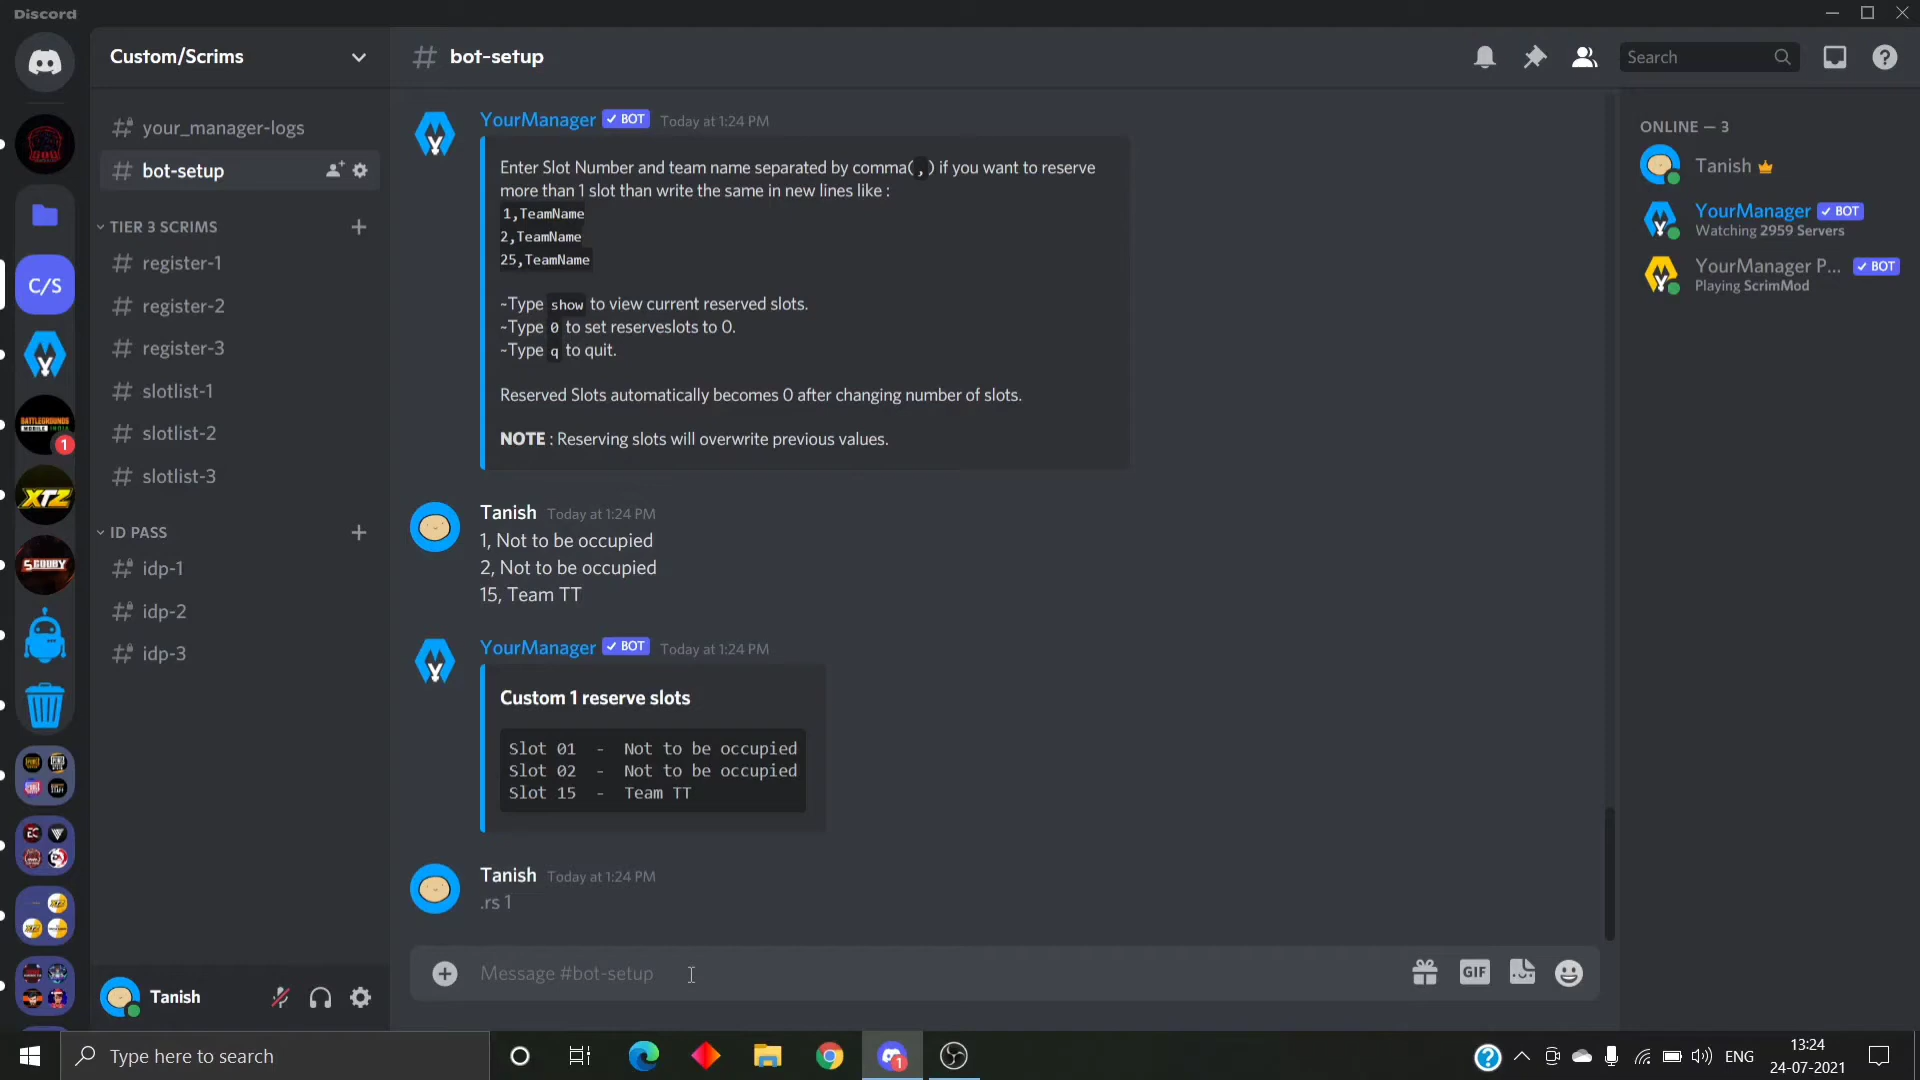 Discord
Custom/Scrims
bot-setup
Search
your_manager-logs
bot-setup
TIER 3 SCRIMS
register-1
register-2
register-3
slotlist-1
slotlist-2
slotlist-3
ID PASS
idp-1
idp-2
idp-3
C/S
BATTLEGROUNDS
MOBILE INDIA
1
XTZ
SCOUBY
YourManager BOT Today at 1:24 PM
Enter Slot Number and team name separated by comma(,) if you want to reserve
more than 1 slot than write the same in new lines like :
1,TeamName
2,TeamName
25,TeamName
~Type show to view current reserved slots.
~Type 0 to set reserveslots to 0.
~Type q to quit.
Reserved Slots automatically becomes 0 after changing number of slots.
NOTE : Reserving slots will overwrite previous values.
Tanish Today at 1:24 PM
1, Not to be occupied
2, Not to be occupied
15, Team TT
YourManager BOT Today at 1:24 PM
Custom 1 reserve slots
Slot 01 - Not to be occupied
Slot 02 - Not to be occupied
Slot 15 - Team TT
Tanish Today at 1:24 PM
.rs 1
Message #bot-setup
GIF
ONLINE — 3
Tanish
YourManager BOT
Watching 2959 Servers
YourManager P... BOT
Playing ScrimMod
Tanish
Type here to search
1
ENG
13:24
24-07-2021